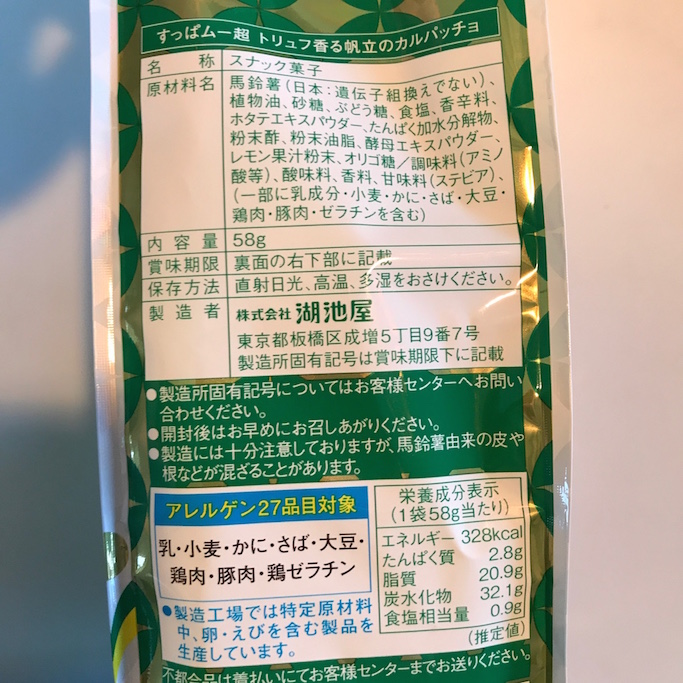 すっぱムー超 トリュフ香る帆立のカルパッチョ
名称 スナック菓子
原材料名 馬鈴薯(日本:遺伝子組換えでない)、
植物油、砂糖、ぶどう糖、食塩、香辛料、
ホタテエキスパウダー、たんぱく加水分解物、
粉末酢、粉末油脂、酵母エキスパウダー、
レモン果汁粉末、オリゴ糖/調味料(アミノ
酸等)、酸味料、香料、甘味料(ステビア)、
(一部に乳成分・小麦・かに・さば・大豆・
鶏肉・豚肉・ゼラチンを含む)
内容量 58g
賞味期限 裏面の右下部に記載
保存方法 直射日光、高温、多湿をおさけください。
製造者 株式会社 湖池屋
東京都板橋区成増5丁目9番7号
製造所固有記号は賞味期限下に記載
●製造所固有記号についてはお客様センターへお問い
合わせください。
●開封後はお早めにお召しあがりください。
●製造には十分注意しておりますが、馬鈴薯由来の皮や
根などが混ざることがあります。
アレルゲン27品目対象
乳・小麦・かに・さば・大豆・
鶏肉・豚肉・鶏ゼラチン
●製造工場では特定原材料
中、卵・えびを含む製品を
生産しています。
栄養成分表示
(1袋58g当たり)
エネルギー 328kcal
たんぱく質 2.8g
脂質 20.9g
炭水化物 32.1g
食塩相当量 0.9g
(推定値)
不都合品は着払いにてお客様センターまでお送りください。